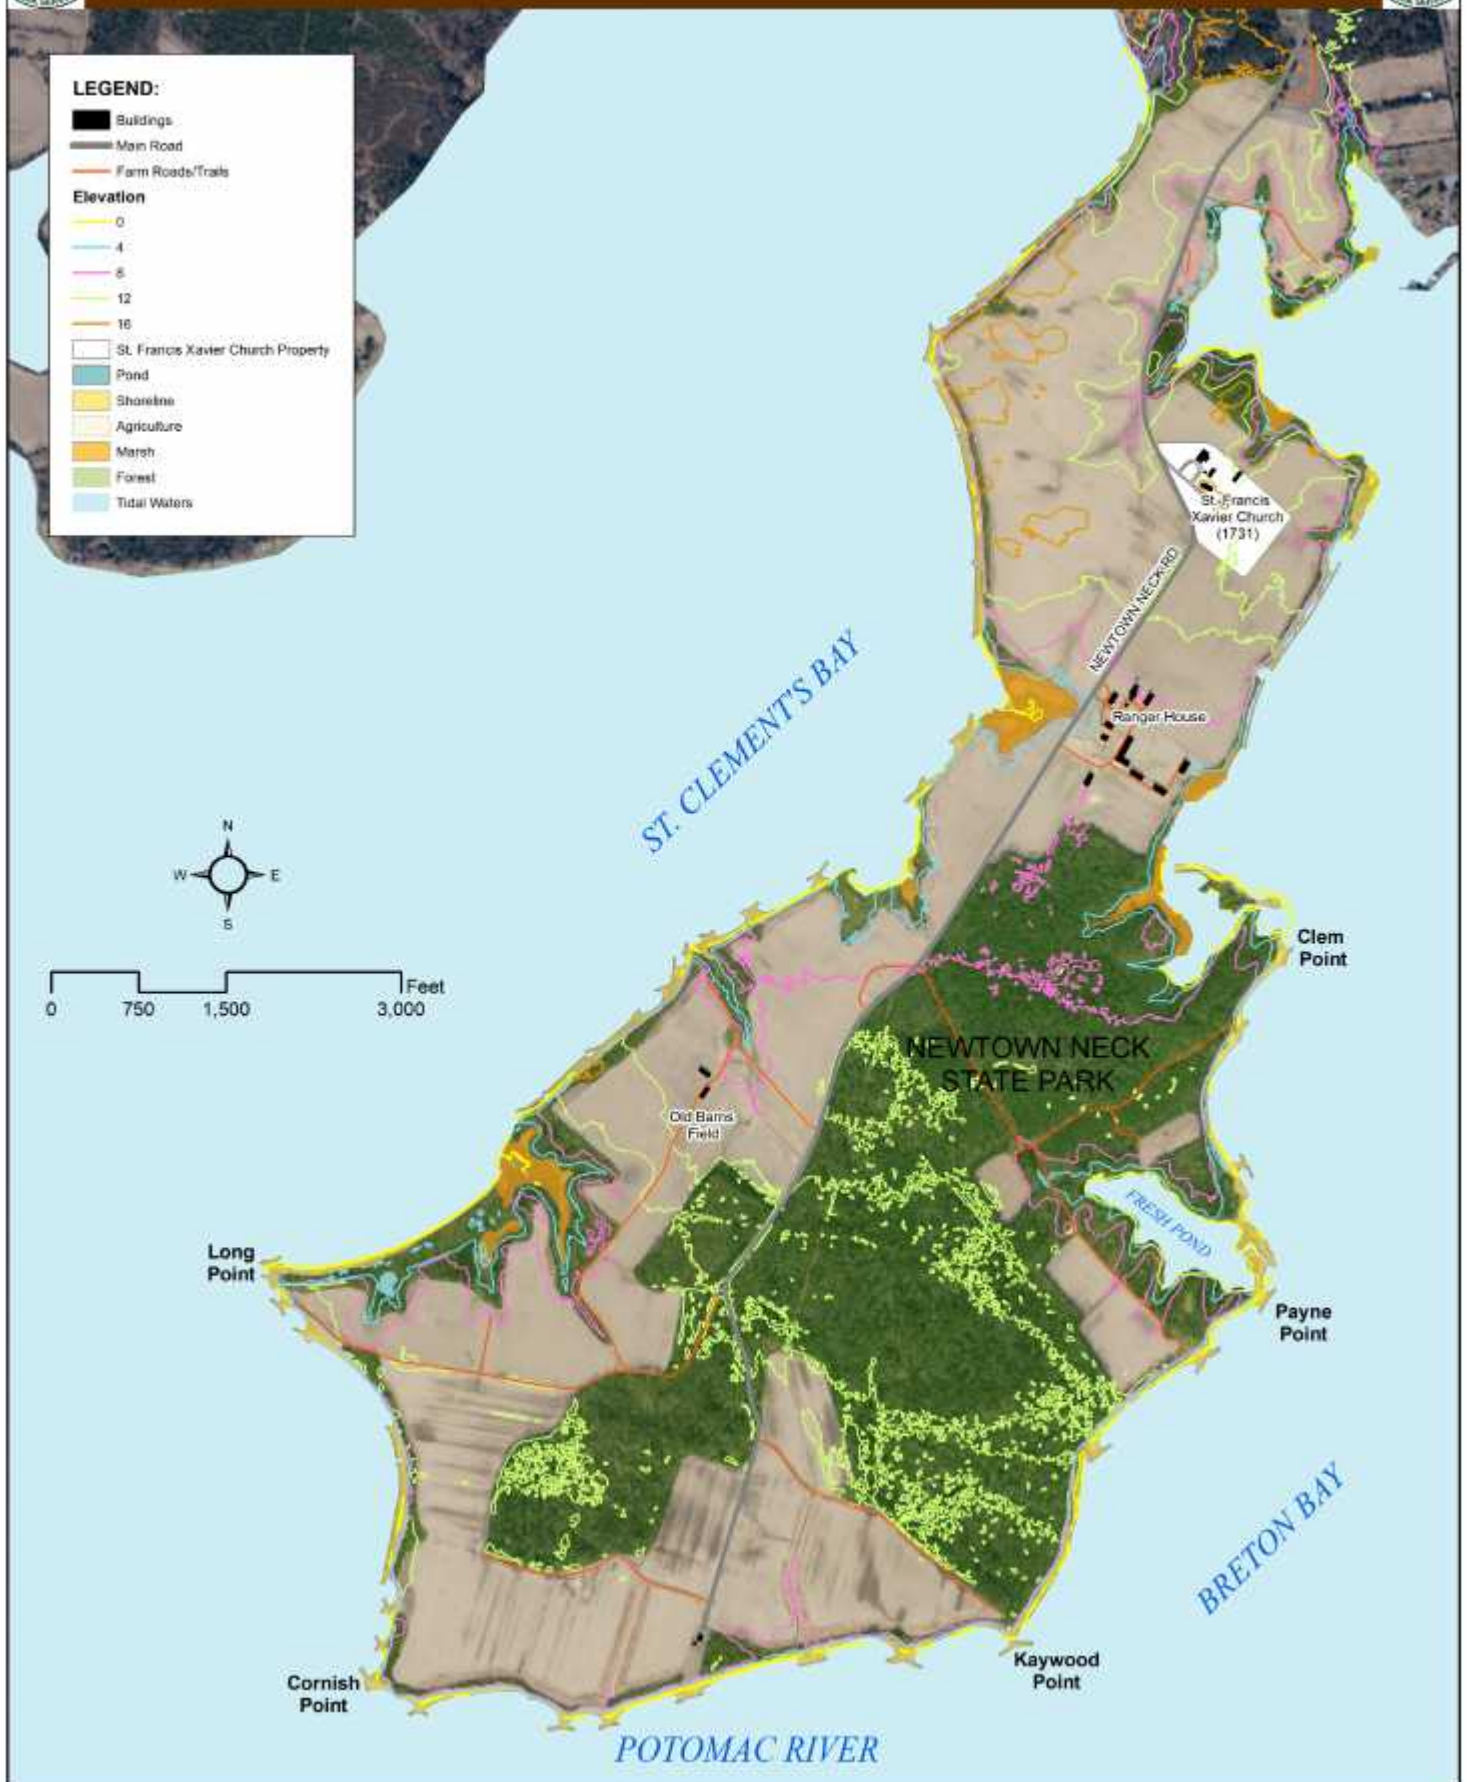 LEGEND:
Buildings
Main Road
Farm Roads/Trails
Elevation
0
4
8
12
16
St. Francis Xavier Church Property
Pond
Shoreline
Agriculture
Marsh
Forest
Tidal Waters
St. Francis
Xavier Church
(1731)
NEWTOWN NECK RD
Ranger House
ST. CLEMENT'S BAY
N
W E
S
Feet
0 750 1,500 3,000
Clem
Point
NEWTOWN NECK
STATE PARK
Old Barns
Field
FRESH POND
Long
Point
Payne
Point
BRETON BAY
Kaywood
Point
Cornish
Point
POTOMAC RIVER